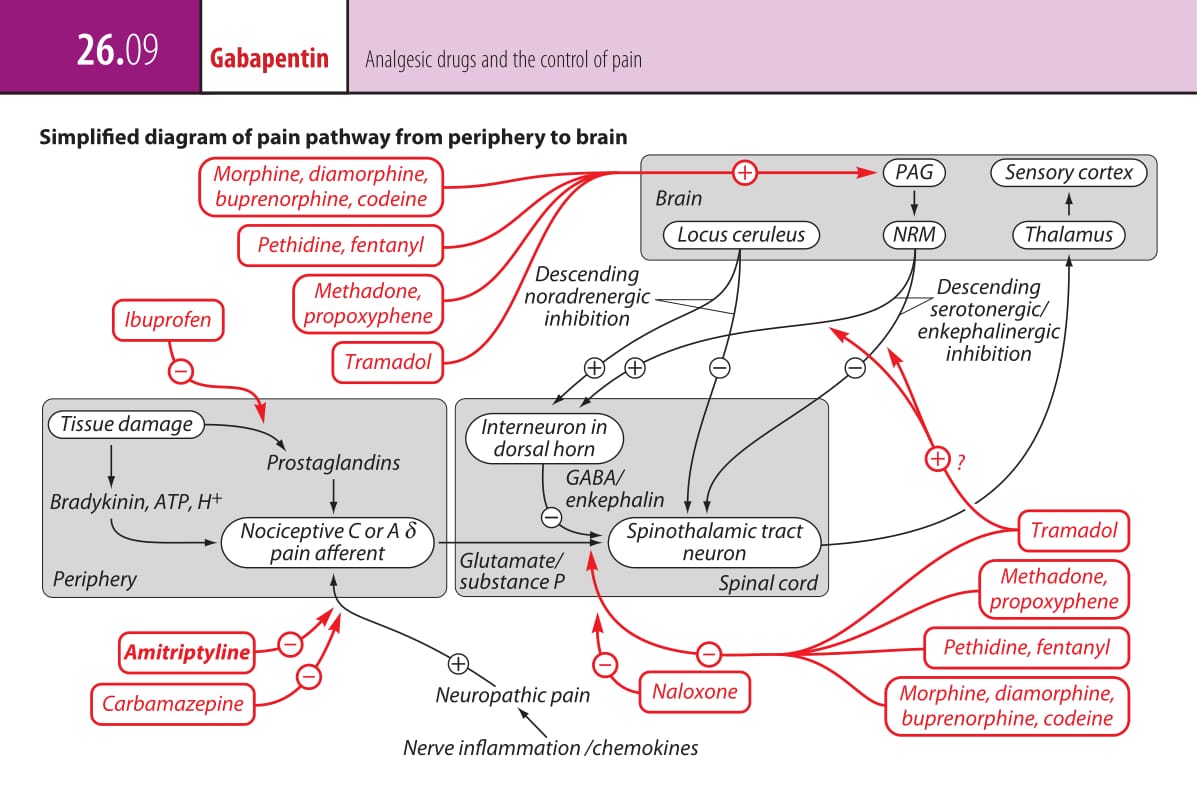 26.09
Gabapentin
Analgesic drugs and the control of pain
Simplified diagram of pain pathway from periphery to brain
Morphine, diamorphine,
buprenorphine, codeine
Pethidine, fentanyl
Methadone,
propoxyphene
Tramadol
Ibuprofen
+
PAG
Sensory cortex
Brain
Locus ceruleus
NRM
Thalamus
Descending
noradrenergic
inhibition
Descending
serotonergic/
enkephalinergic
inhibition
−
+
+
−
−
Tissue damage
Prostaglandins
Bradykinin, ATP, H+
Nociceptive C or A δ
pain afferent
Periphery
Interneuron in
dorsal horn
GABA/
enkephalin
−
Spinothalamic tract
neuron
Glutamate/
substance P
Spinal cord
+ ?
Tramadol
Methadone,
propoxyphene
Pethidine, fentanyl
Morphine, diamorphine,
buprenorphine, codeine
Amitriptyline
−
Carbamazepine
−
+
Neuropathic pain
Nerve inflammation /chemokines
−
−
Naloxone